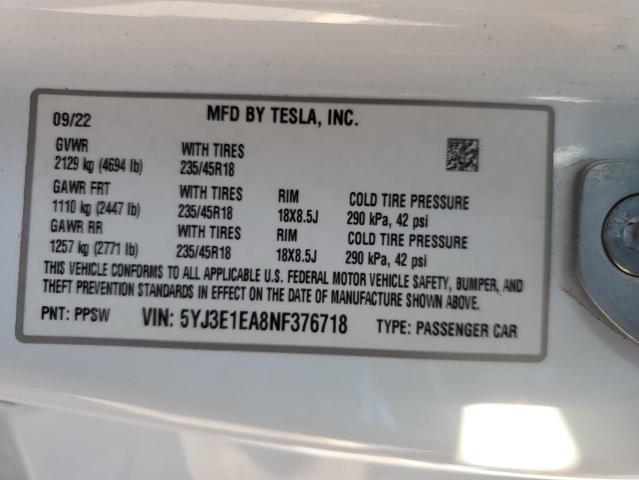 MFD BY TESLA, INC.
09/22
GVWR WITH TIRES
2129 kg (4694 lb) 235/45R18
GAWR FRT WITH TIRES RIM COLD TIRE PRESSURE
1110 kg (2447 lb) 235/45R18 18X8.5J 290 kPa, 42 psi
GAWR RR WITH TIRES RIM COLD TIRE PRESSURE
1257 kg (2771 lb) 235/45R18 18X8.5J 290 kPa, 42 psi
THIS VEHICLE CONFORMS TO ALL APPLICABLE U.S. FEDERAL MOTOR VEHICLE SAFETY, BUMPER, AND
THEFT PREVENTION STANDARDS IN EFFECT ON THE DATE OF MANUFACTURE SHOWN ABOVE.
PNT: PPSW VIN: 5YJ3E1EA8NF376718 TYPE: PASSENGER CAR